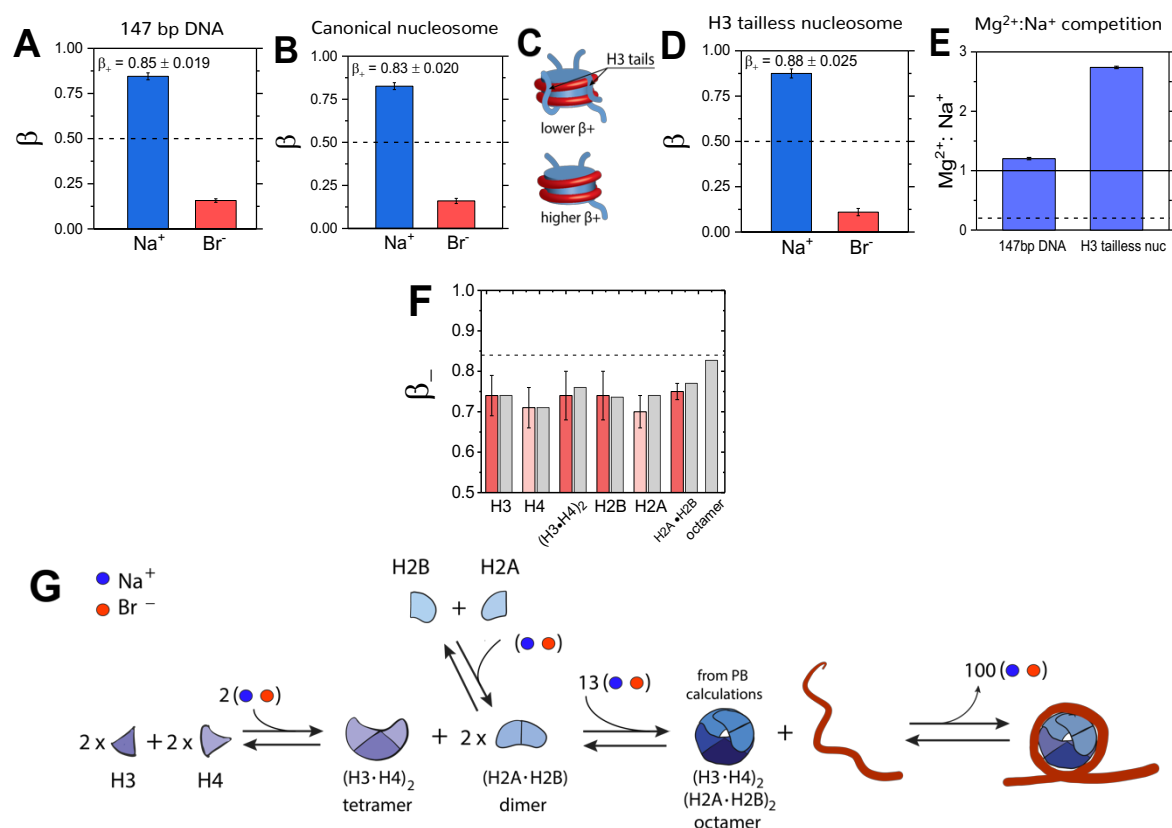 A
147 bp DNA
β₊ = 0.85 ± 0.019
1.00
0.75
0.50
0.25
0.00
β
Na⁺
Br⁻
B
Canonical nucleosome
β₊ = 0.83 ± 0.020
1.00
0.75
0.50
0.25
0.00
Na⁺
Br⁻
C
H3 tails
lower β+
higher β+
D
H3 tailless nucleosome
β₊ = 0.88 ± 0.025
1.00
0.75
0.50
0.25
0.00
β
Na⁺
Br⁻
E
Mg²⁺:Na⁺ competition
3
2
1
0
Mg²⁺: Na⁺
147bp DNA
H3 tailless nuc
F
1.0
0.9
0.8
0.7
0.6
0.5
β_
H3
H4
(H3•H4)₂
H2B
H2A
H2A •H2B
octamer
G
Na⁺
Br ⁻
H2B
+
H2A
( )
2 ( )
13 ( )
from PB
calculations
100 ( )
2 x
+ 2 x
+ 2 x
+
H3
H4
(H3·H4)₂
tetramer
(H2A·H2B)
dimer
(H3·H4)₂
(H2A·H2B)₂
octamer